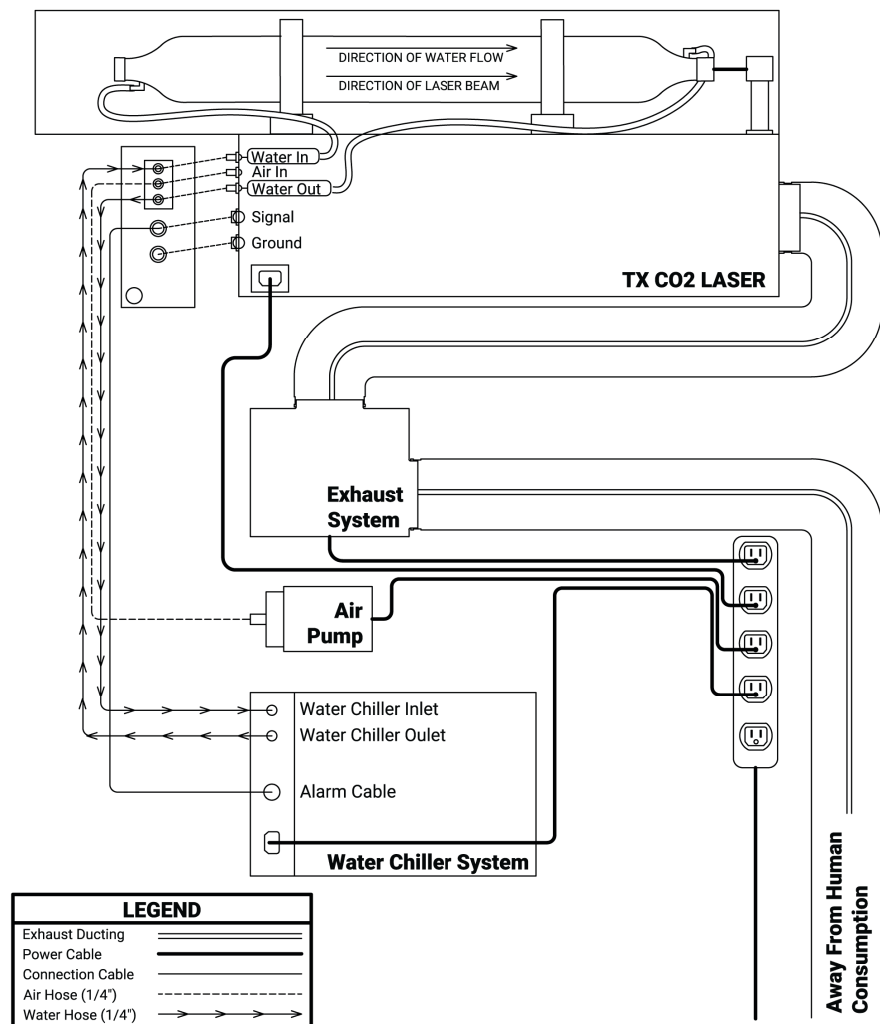 DIRECTION OF WATER FLOW
DIRECTION OF LASER BEAM
Water In
Air In
Water Out
Signal
Ground
TX CO2 LASER
Exhaust
System
Air
Pump
Water Chiller Inlet
Water Chiller Oulet
Alarm Cable
Water Chiller System
Away From Human
Consumption
LEGEND
Exhaust Ducting
Power Cable
Connection Cable
Air Hose (1/4")
Water Hose (1/4")